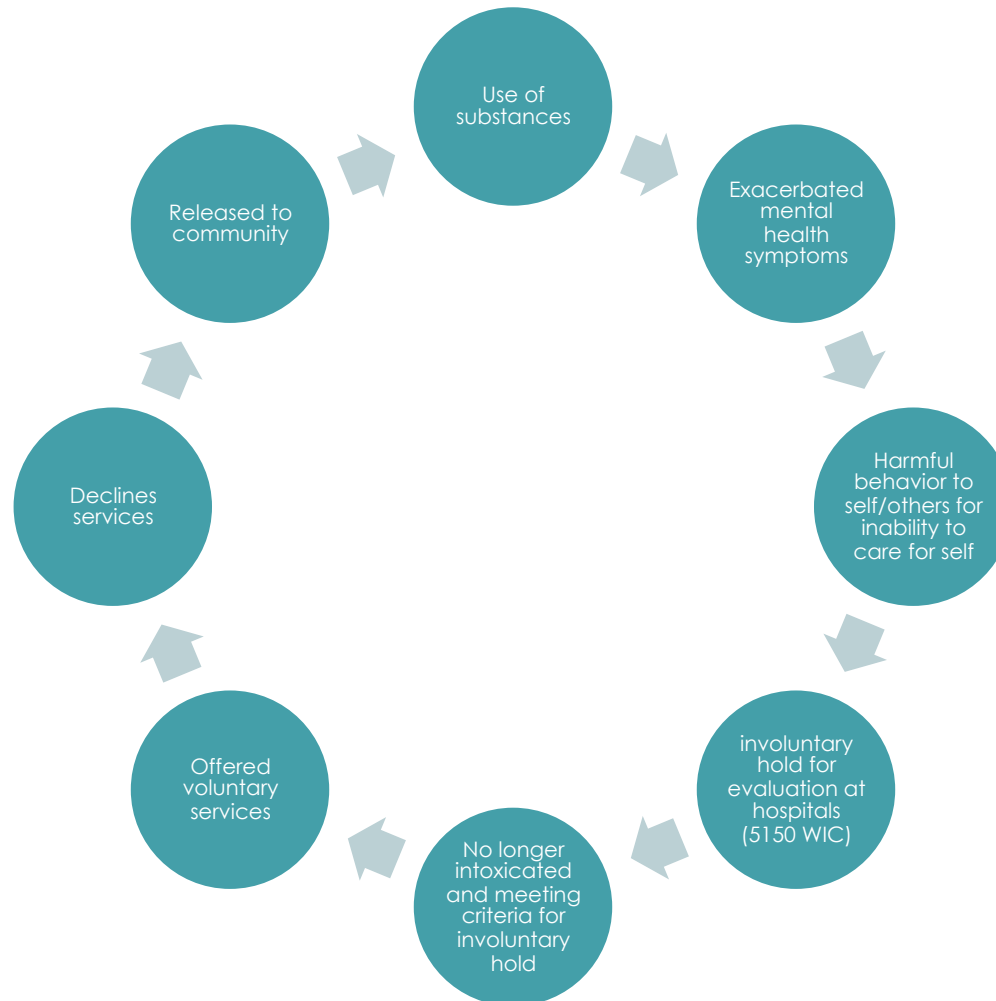 Use of
substances
Exacerbated
mental
health
symptoms
Harmful
behavior to
self/others for
inability to
care for self
involuntary
hold for
evaluation at
hospitals
(5150 WIC)
No longer
intoxicated
and meeting
criteria for
involuntary
hold
Offered
voluntary
services
Declines
services
Released to
community